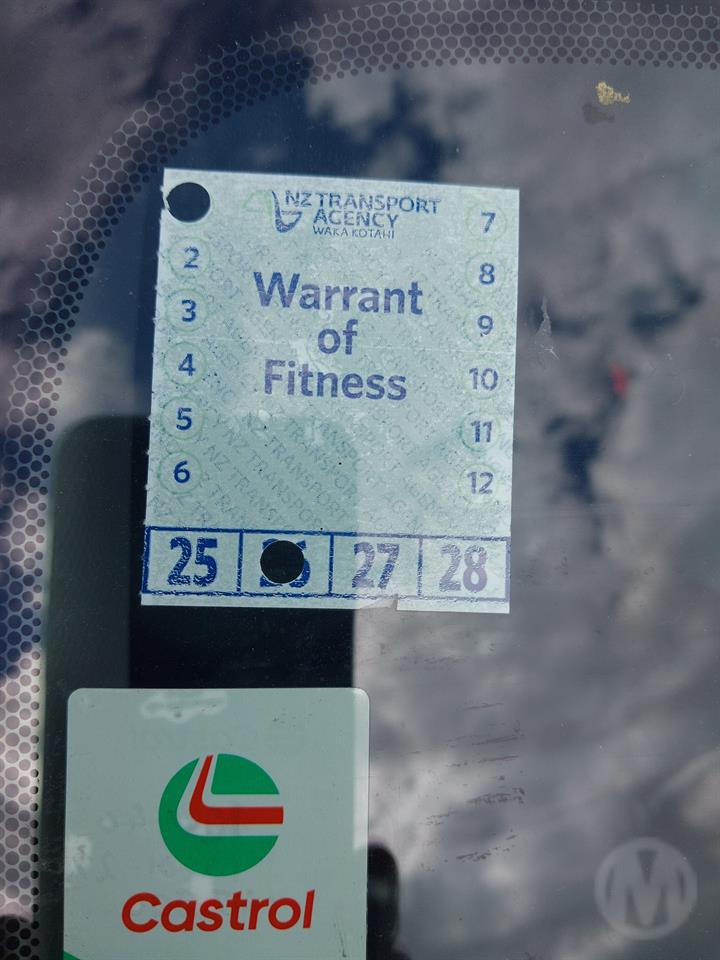 NZ TRANSPORT
AGENCY
WAKA KOTAHI
Warrant
of
Fitness
2
3
4
5
6
7
8
9
10
11
12
25 27 28
Castrol